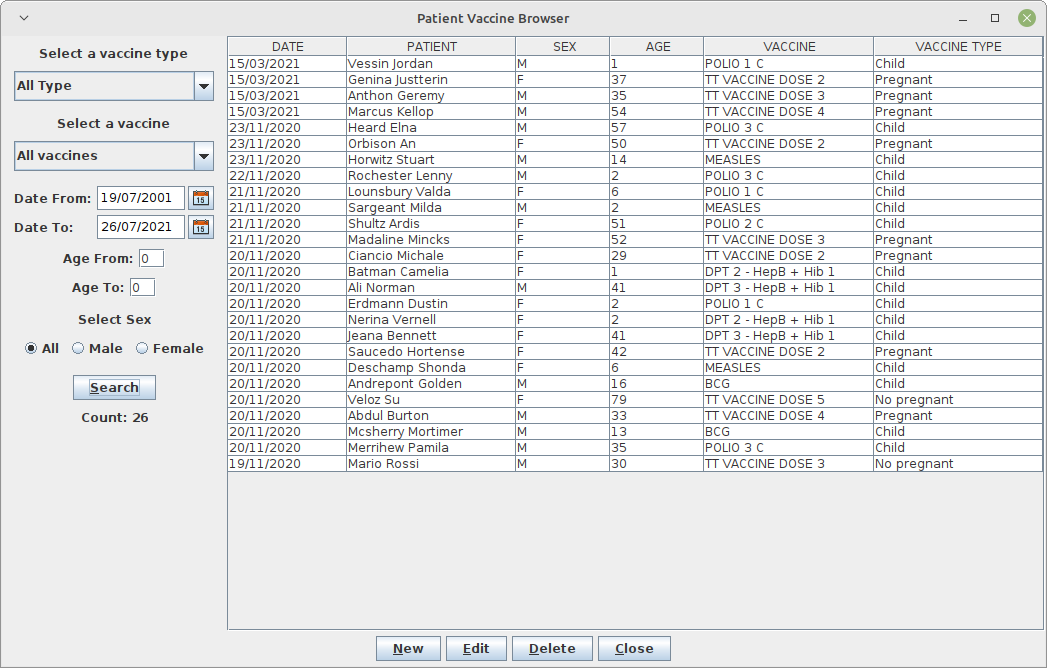 Patient Vaccine Browser
Select a vaccine type
All Type
Select a vaccine
All vaccines
Date From: 19/07/2001 15
Date To: 26/07/2021 15
Age From: 0
Age To: 0
Select Sex
All Male Female
Search
Count: 26
DATE PATIENT SEX AGE VACCINE VACCINE TYPE
15/03/2021 Vessin Jordan M 1 POLIO 1 C Child
15/03/2021 Genina Justterin F 37 TT VACCINE DOSE 2 Pregnant
15/03/2021 Anthon Geremy M 35 TT VACCINE DOSE 3 Pregnant
15/03/2021 Marcus Kellop M 54 TT VACCINE DOSE 4 Pregnant
23/11/2020 Heard Elna M 57 POLIO 3 C Child
23/11/2020 Orbison An F 50 TT VACCINE DOSE 2 Pregnant
23/11/2020 Horwitz Stuart M 14 MEASLES Child
22/11/2020 Rochester Lenny M 2 POLIO 3 C Child
21/11/2020 Lounsbury Valda F 6 POLIO 1 C Child
21/11/2020 Sargeant Milda M 2 MEASLES Child
21/11/2020 Shultz Ardis F 51 POLIO 2 C Child
21/11/2020 Madaline Mincks F 52 TT VACCINE DOSE 3 Pregnant
20/11/2020 Ciancio Michale F 29 TT VACCINE DOSE 2 Pregnant
20/11/2020 Batman Camelia F 1 DPT 2 - HepB + Hib 1 Child
20/11/2020 Ali Norman M 41 DPT 3 - HepB + Hib 1 Child
20/11/2020 Erdmann Dustin F 2 POLIO 1 C Child
20/11/2020 Nerina Vernell F 2 DPT 2 - HepB + Hib 1 Child
20/11/2020 Jeana Bennett F 41 DPT 3 - HepB + Hib 1 Child
20/11/2020 Saucedo Hortense F 42 TT VACCINE DOSE 2 Pregnant
20/11/2020 Deschamp Shonda F 6 MEASLES Child
20/11/2020 Andrepont Golden M 16 BCG Child
20/11/2020 Veloz Su F 79 TT VACCINE DOSE 5 No pregnant
20/11/2020 Abdul Burton M 33 TT VACCINE DOSE 4 Pregnant
20/11/2020 Mcsherry Mortimer M 13 BCG Child
20/11/2020 Merrihew Pamila M 35 POLIO 3 C Child
19/11/2020 Mario Rossi M 30 TT VACCINE DOSE 3 No pregnant
New Edit Delete Close